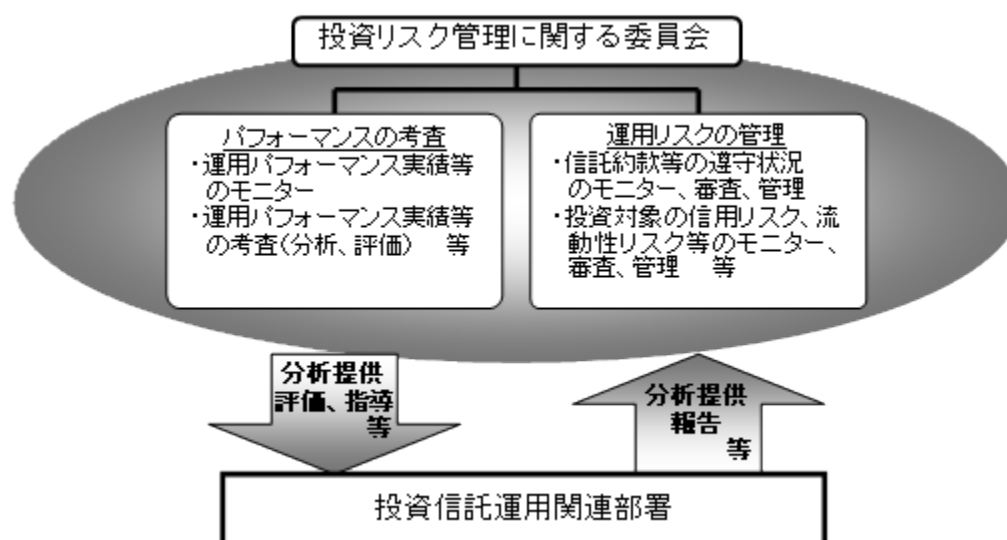 投資リスク管理に関する委員会
パフォーマンスの考査
・運用パフォーマンス実績等
のモニター
・運用パフォーマンス実績等
の考査(分析、評価)　等
運用リスクの管理
・信託約款等の遵守状況
のモニター、審査、管理
・投資対象の信用リスク、流
動性リスク等のモニター、
審査、管理　等
分析提供
評価、指導
等
分析提供
報告
等
投資信託運用関連部署